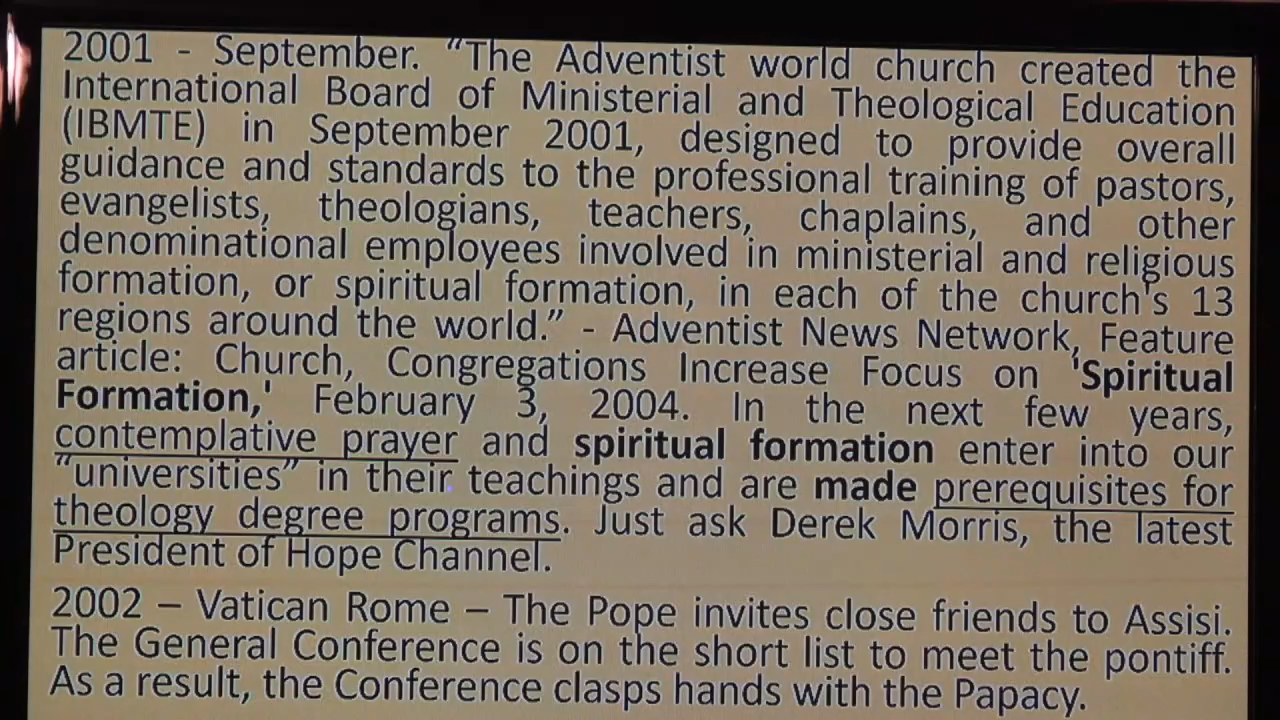 2001 - September. “The Adventist world church created the
International Board of Ministerial and Theological Education
(IBMTE) in September 2001, designed to provide overall
guidance and standards to the professional training of pastors,
evangelists, theologians, teachers, chaplains, and other
denominational employees involved in ministerial and religious
formation, or spiritual formation, in each of the church's 13
regions around the world.” - Adventist News Network, Feature
article: Church, Congregations Increase Focus on 'Spiritual
Formation,' February 3, 2004. In the next few years,
contemplative prayer and spiritual formation enter into our
“universities” in their teachings and are made prerequisites for
theology degree programs. Just ask Derek Morris, the latest
President of Hope Channel.
2002 – Vatican Rome – The Pope invites close friends to Assisi.
The General Conference is on the short list to meet the pontiff.
As a result, the Conference clasps hands with the Papacy.